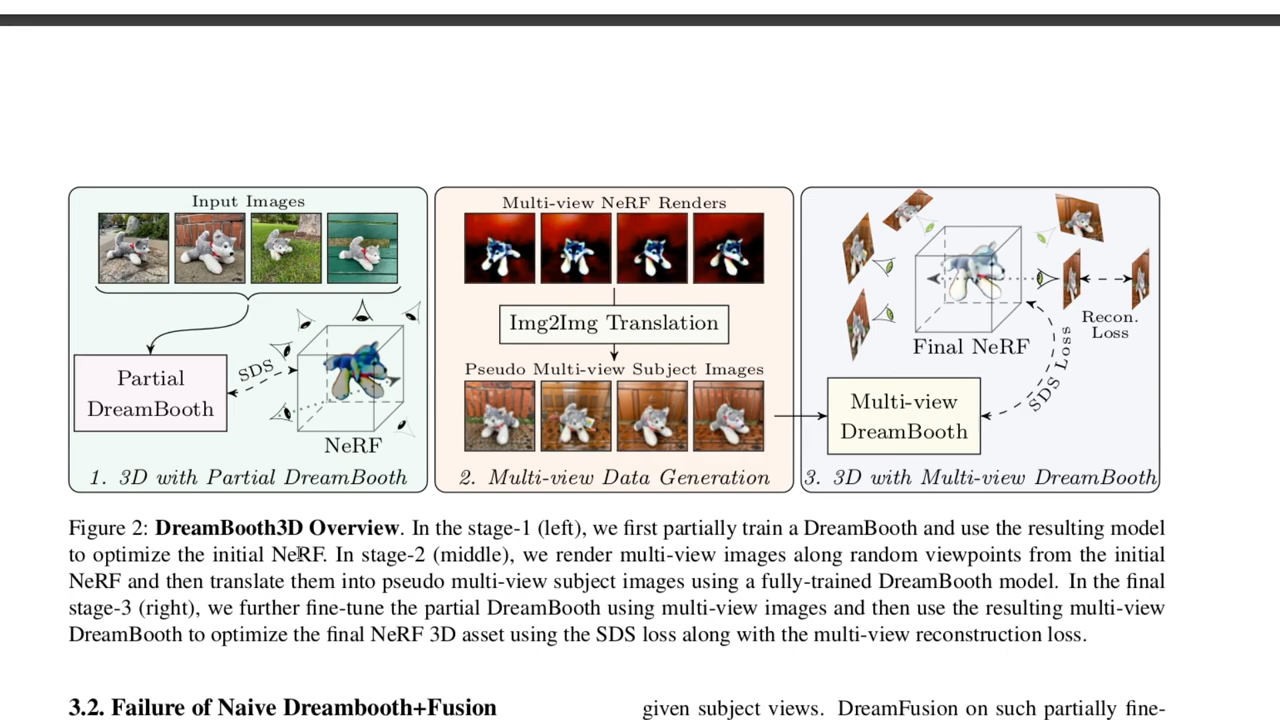 Input Images
Partial
DreamBooth
SDS
NeRF
1. 3D with Partial DreamBooth
Multi-view NeRF Renders
Img2Img Translation
Pseudo Multi-view Subject Images
2. Multi-view Data Generation
Final NeRF
Recon.
Loss
SDS Loss
Multi-view
DreamBooth
3. 3D with Multi-view DreamBooth
Figure 2: DreamBooth3D Overview. In the stage-1 (left), we first partially train a DreamBooth and use the resulting model
to optimize the initial NeRF. In stage-2 (middle), we render multi-view images along random viewpoints from the initial
NeRF and then translate them into pseudo multi-view subject images using a fully-trained DreamBooth model. In the final
stage-3 (right), we further fine-tune the partial DreamBooth using multi-view images and then use the resulting multi-view
DreamBooth to optimize the final NeRF 3D asset using the SDS loss along with the multi-view reconstruction loss.
3.2. Failure of Naive Dreambooth+Fusion
given subject views. DreamFusion on such partially fine-